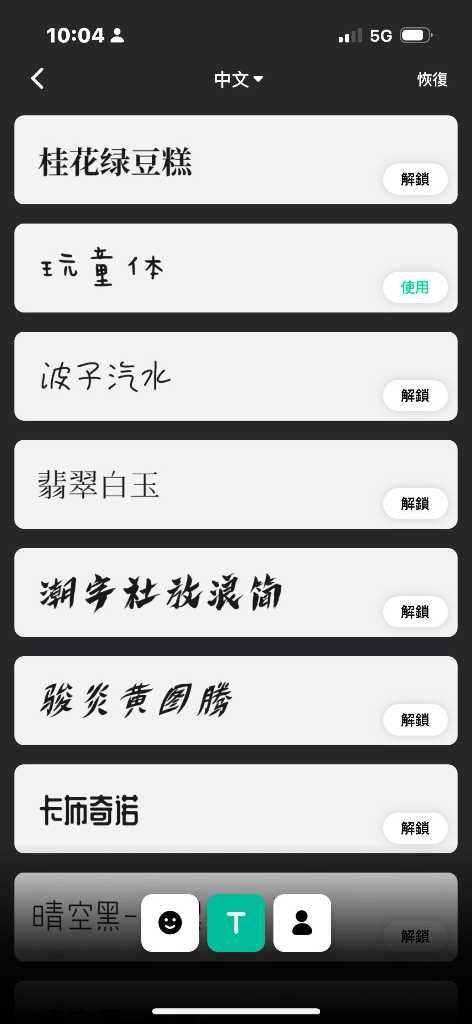 10:04
5G
中文
恢復
桂花绿豆糕
解鎖
玩童体
使用
波子汽水
解鎖
翡翠白玉
解鎖
潮字社放浪简
解鎖
骏炎黄图腾
解鎖
卡布奇诺
解鎖
晴空黑-
解鎖
T